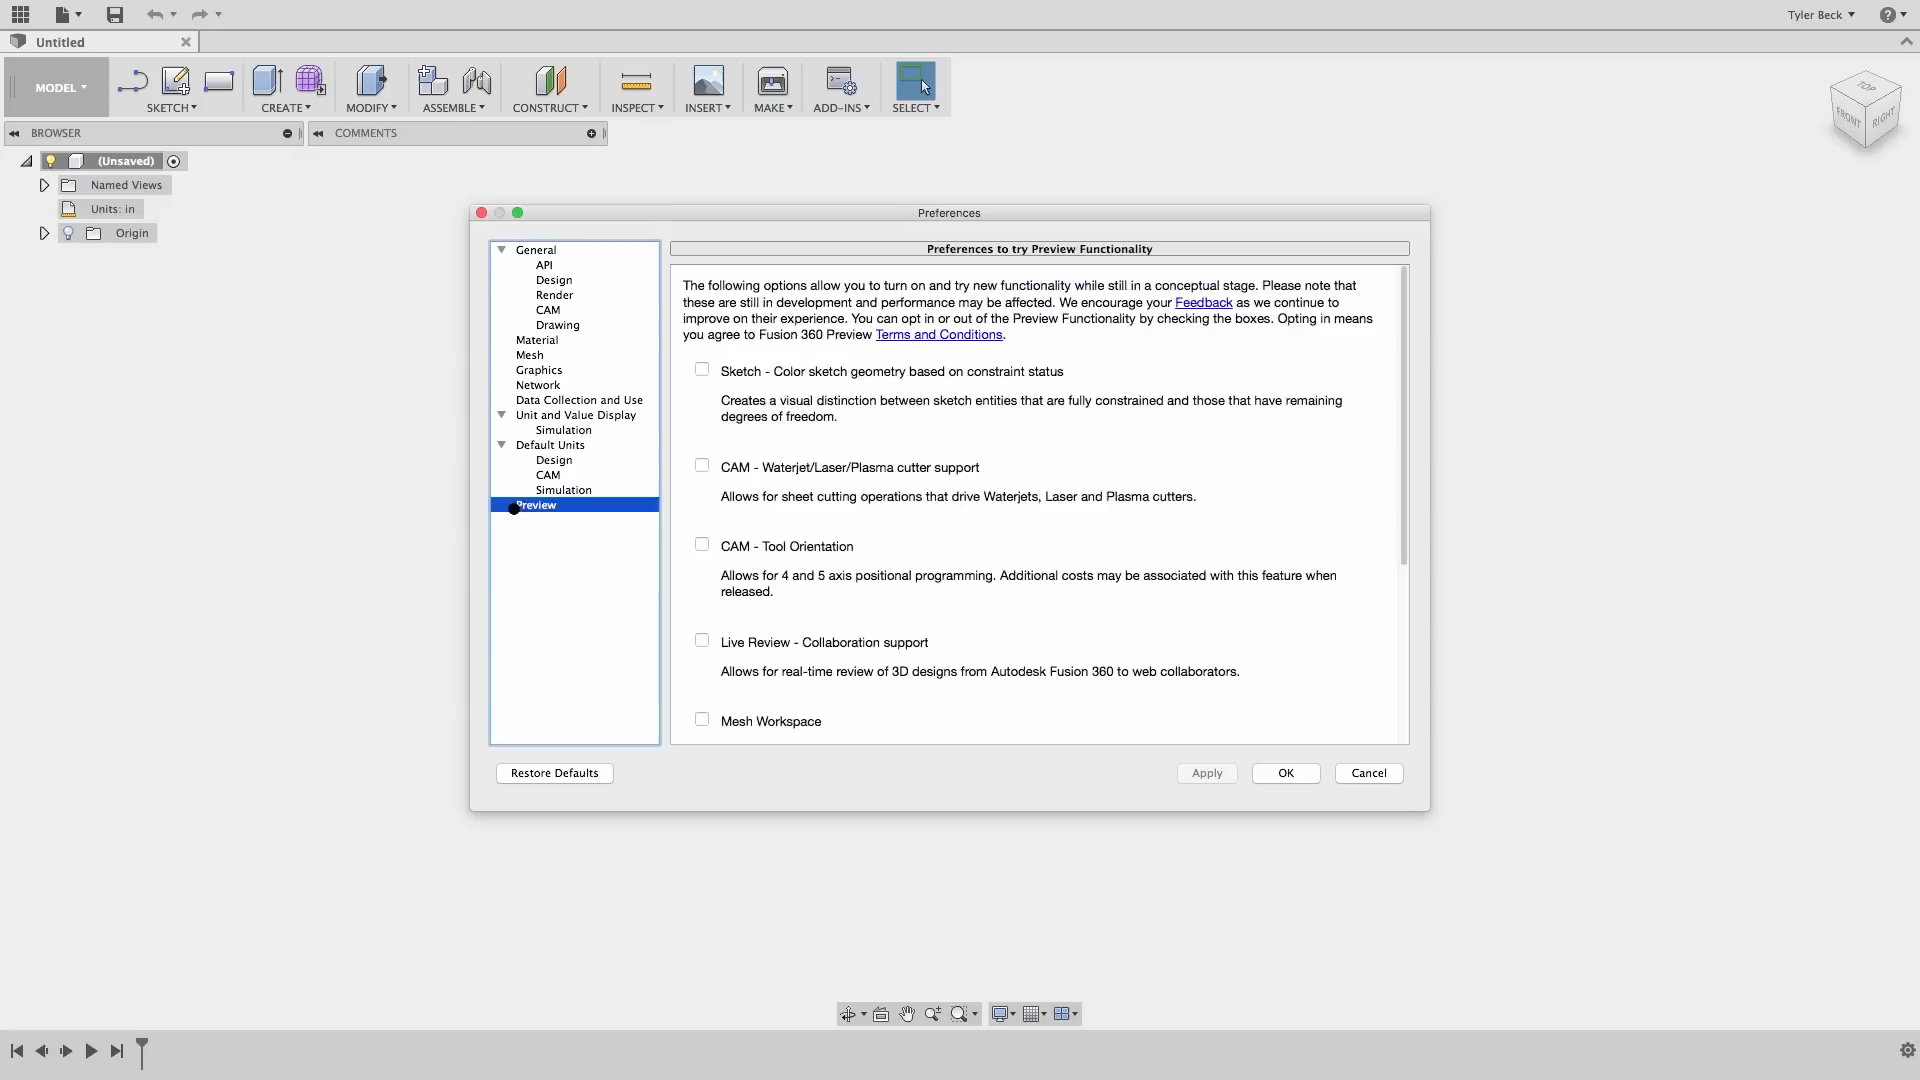 Tyler Beck
Untitled
MODEL
SKETCH
CREATE
MODIFY
ASSEMBLE
CONSTRUCT
INSPECT
INSERT
MAKE
ADD-INS
SELECT
TOP
FRONT
RIGHT
BROWSER
COMMENTS
(Unsaved)
Named Views
Units: in
Origin
Preferences
General
API
Design
Render
CAM
Drawing
Material
Mesh
Graphics
Network
Data Collection and Use
Unit and Value Display
Simulation
Default Units
Design
CAM
Simulation
Preview
Preferences to try Preview Functionality
The following options allow you to turn on and try new functionality while still in a conceptual stage. Please note that
these are still in development and performance may be affected. We encourage your Feedback as we continue to
improve on their experience. You can opt in or out of the Preview Functionality by checking the boxes. Opting in means
you agree to Fusion 360 Preview Terms and Conditions.
Sketch - Color sketch geometry based on constraint status
Creates a visual distinction between sketch entities that are fully constrained and those that have remaining
degrees of freedom.
CAM - Waterjet/Laser/Plasma cutter support
Allows for sheet cutting operations that drive Waterjets, Laser and Plasma cutters.
CAM - Tool Orientation
Allows for 4 and 5 axis positional programming. Additional costs may be associated with this feature when
released.
Live Review - Collaboration support
Allows for real-time review of 3D designs from Autodesk Fusion 360 to web collaborators.
Mesh Workspace
Restore Defaults
Apply
OK
Cancel